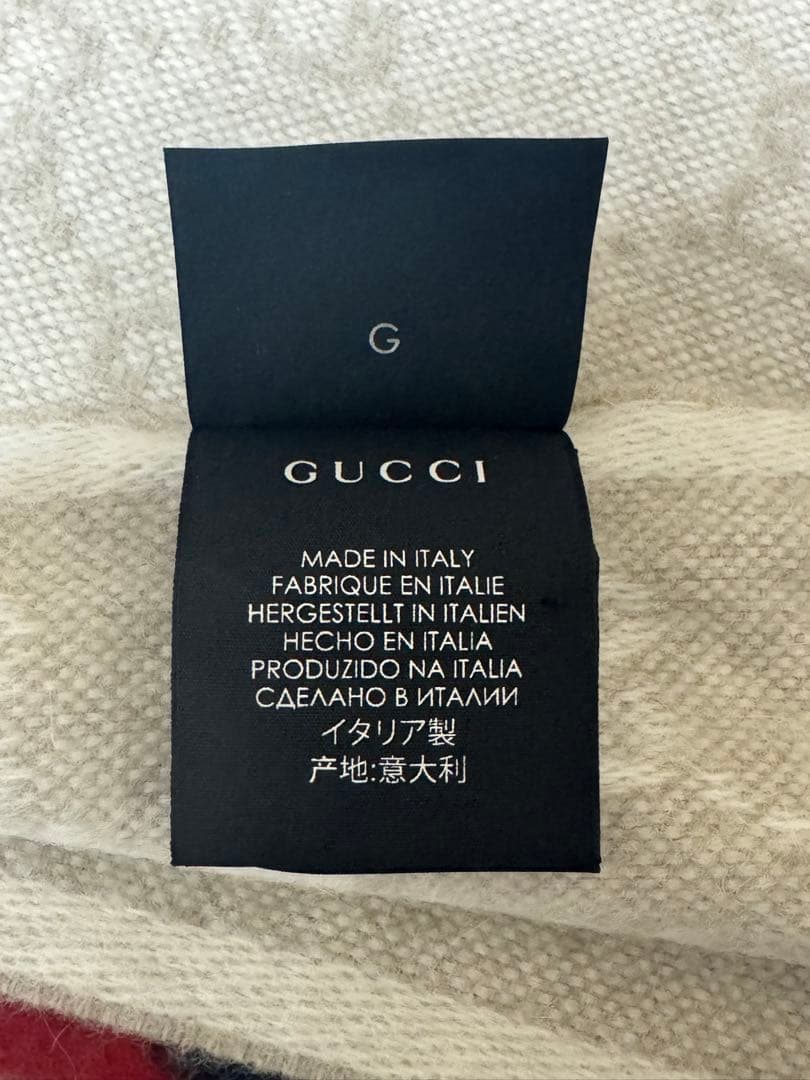 G
GUCCI
MADE IN ITALY
FABRIQUE EN ITALIE
HERGESTELLT IN ITALIEN
HECHO EN ITALIA
PRODUZIDO NA ITALIA
СДЕЛАНО В ИТАЛИИ
イタリア製
产地:意大利